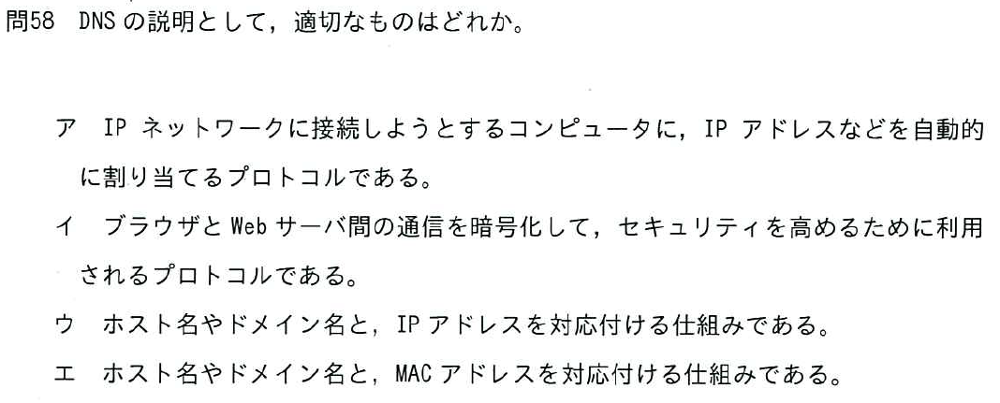 問58 DNSの説明として，適切なものはどれか。
ア IP ネットワークに接続しようとするコンピュータに，IP アドレスなどを自動的
に割り当てるプロトコルである。
イ ブラウザと Web サーバ間の通信を暗号化して，セキュリティを高めるために利用
されるプロトコルである。
ウ ホスト名やドメイン名と，IP アドレスを対応付ける仕組みである。
エ ホスト名やドメイン名と，MAC アドレスを対応付ける仕組みである。